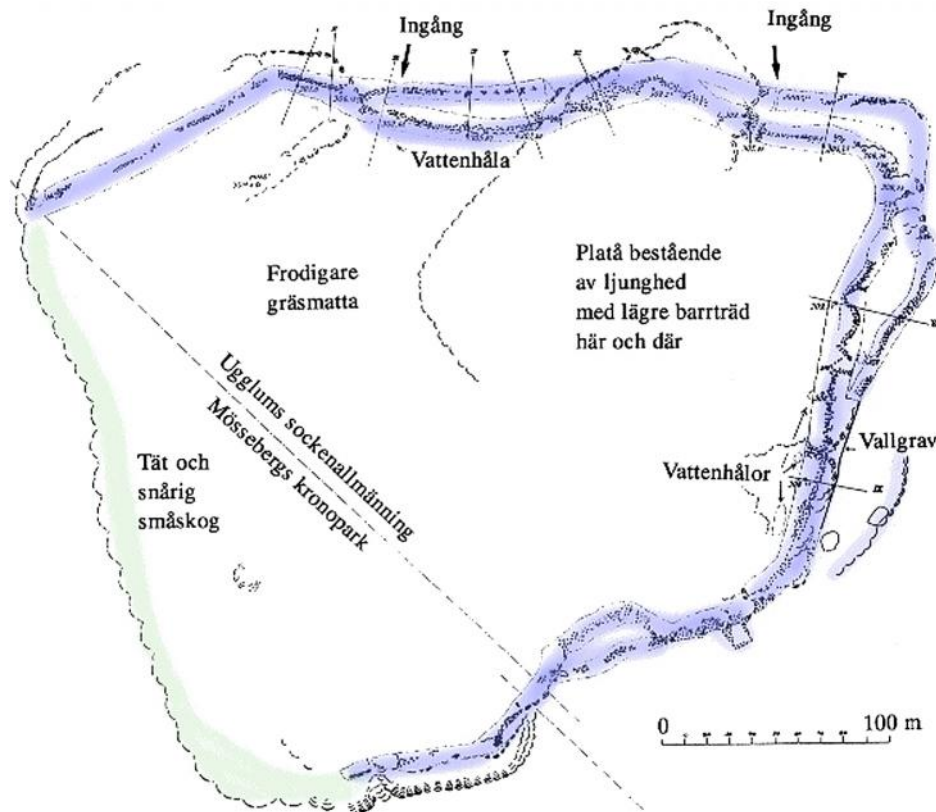 Ingång
Ingång
Vattenhåla
Frodigare
gräsmatta
Platå bestående
av ljunghed
med lägre barrträd
här och där
Ugglums sockenallmänning
Mössebergs kronopark
Tät och
snårig
småskog
Vattenhålor
Vallgrav
0 100 m